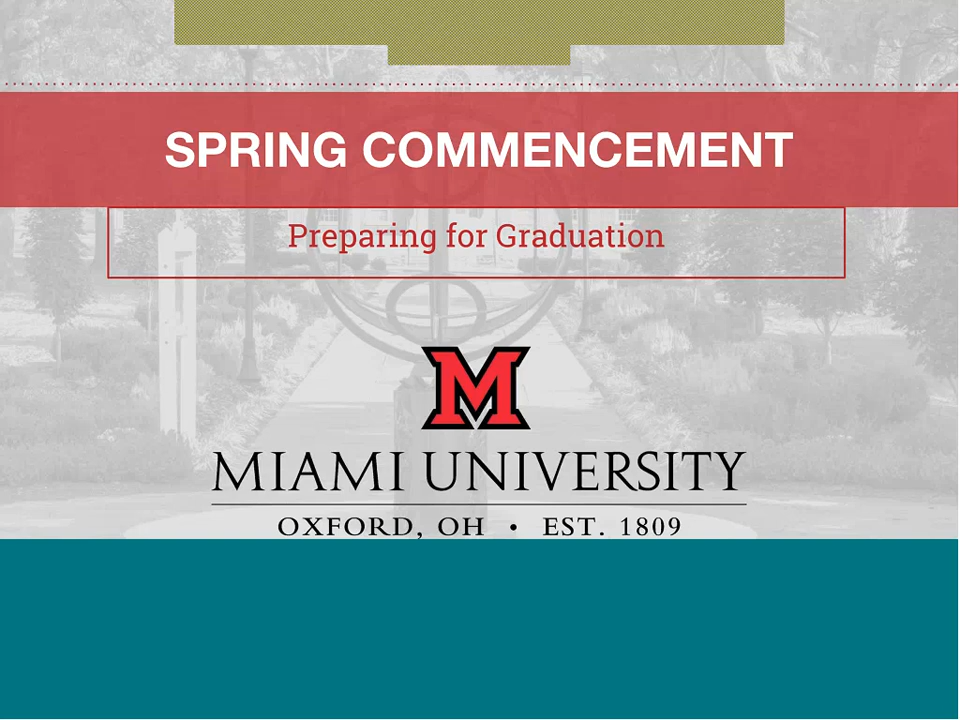 SPRING COMMENCEMENT
Preparing for Graduation
M
MIAMI UNIVERSITY
OXFORD, OH • EST. 1809